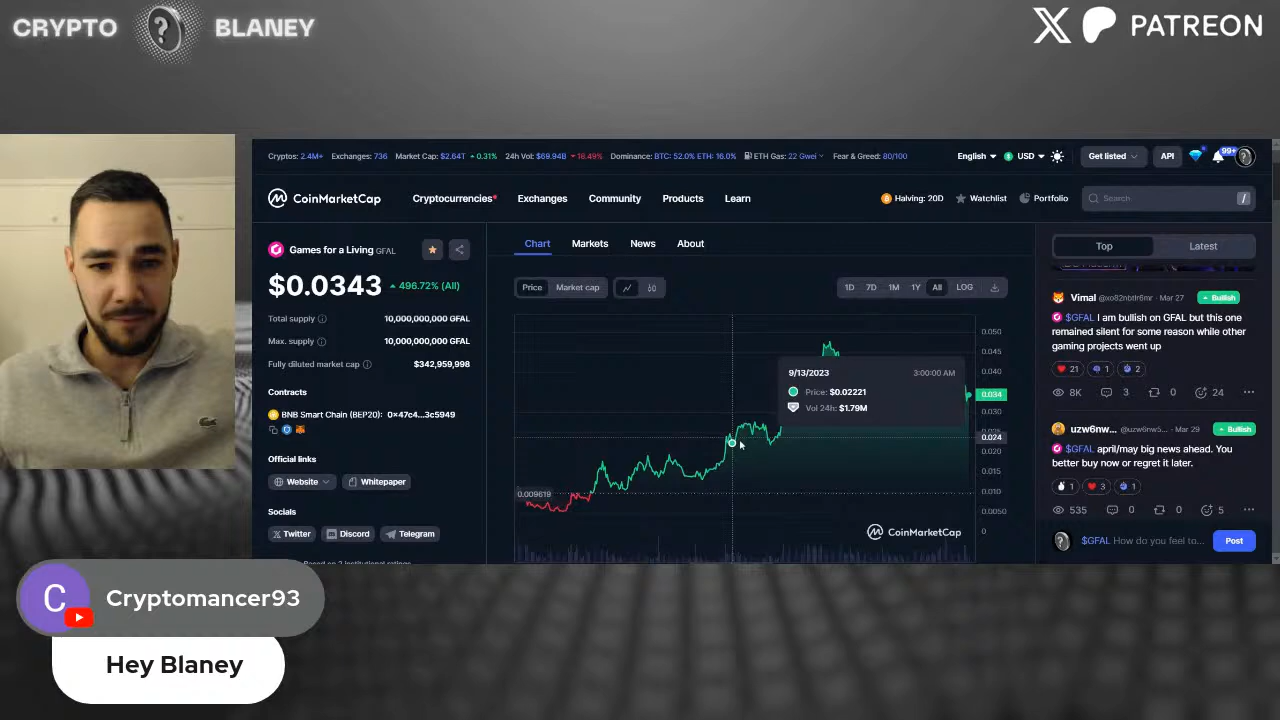 CRYPTO ? BLANEY
X PATREON
Cryptos: 2.4M+ Exchanges: 736 Market Cap: $2.64T 0.31% 24h Vol: $69.94B 16.49% Dominance: BTC: 52.0% ETH: 16.0% ETH Gas: 22 Gwei Fear & Greed: 80/100
English USD Get listed API 99+
CoinMarketCap
Cryptocurrencies Exchanges Community Products Learn
Halving: 20D Watchlist Portfolio Search /
Games for a Living GFAL
$0.0343 496.72% (All)
Total supply 10,000,000,000 GFAL
Max. supply 10,000,000,000 GFAL
Fully diluted market cap $342,959,998
Contracts
BNB Smart Chain (BEP20): 0x47c4...3c5949
Official links
Website Whitepaper
Socials
Twitter Discord Telegram
Chart Markets News About
Price Market cap
1D 7D 1M 1Y All LOG
0.050
0.045
0.040
0.034
0.030
0.024
0.020
0.015
0.010
0.0050
0
0.009619
9/13/2023 3:00:00 AM
Price: $0.02221
Vol 24h: $1.79M
CoinMarketCap
Top Latest
Vimal @xo82nbtlr6mr · Mar 27 Bullish
$GFAL I am bullish on GFAL but this one
remained silent for some reason while other
gaming projects went up
21 1 2
8K 3 0 24
uzw6nw... @uzw6nw5... · Mar 29 Bullish
$GFAL april/may big news ahead. You
better buy now or regret it later.
1 3 1
535 0 0 5
$GFAL How do you feel to... Post
C Cryptomancer93
Hey Blaney